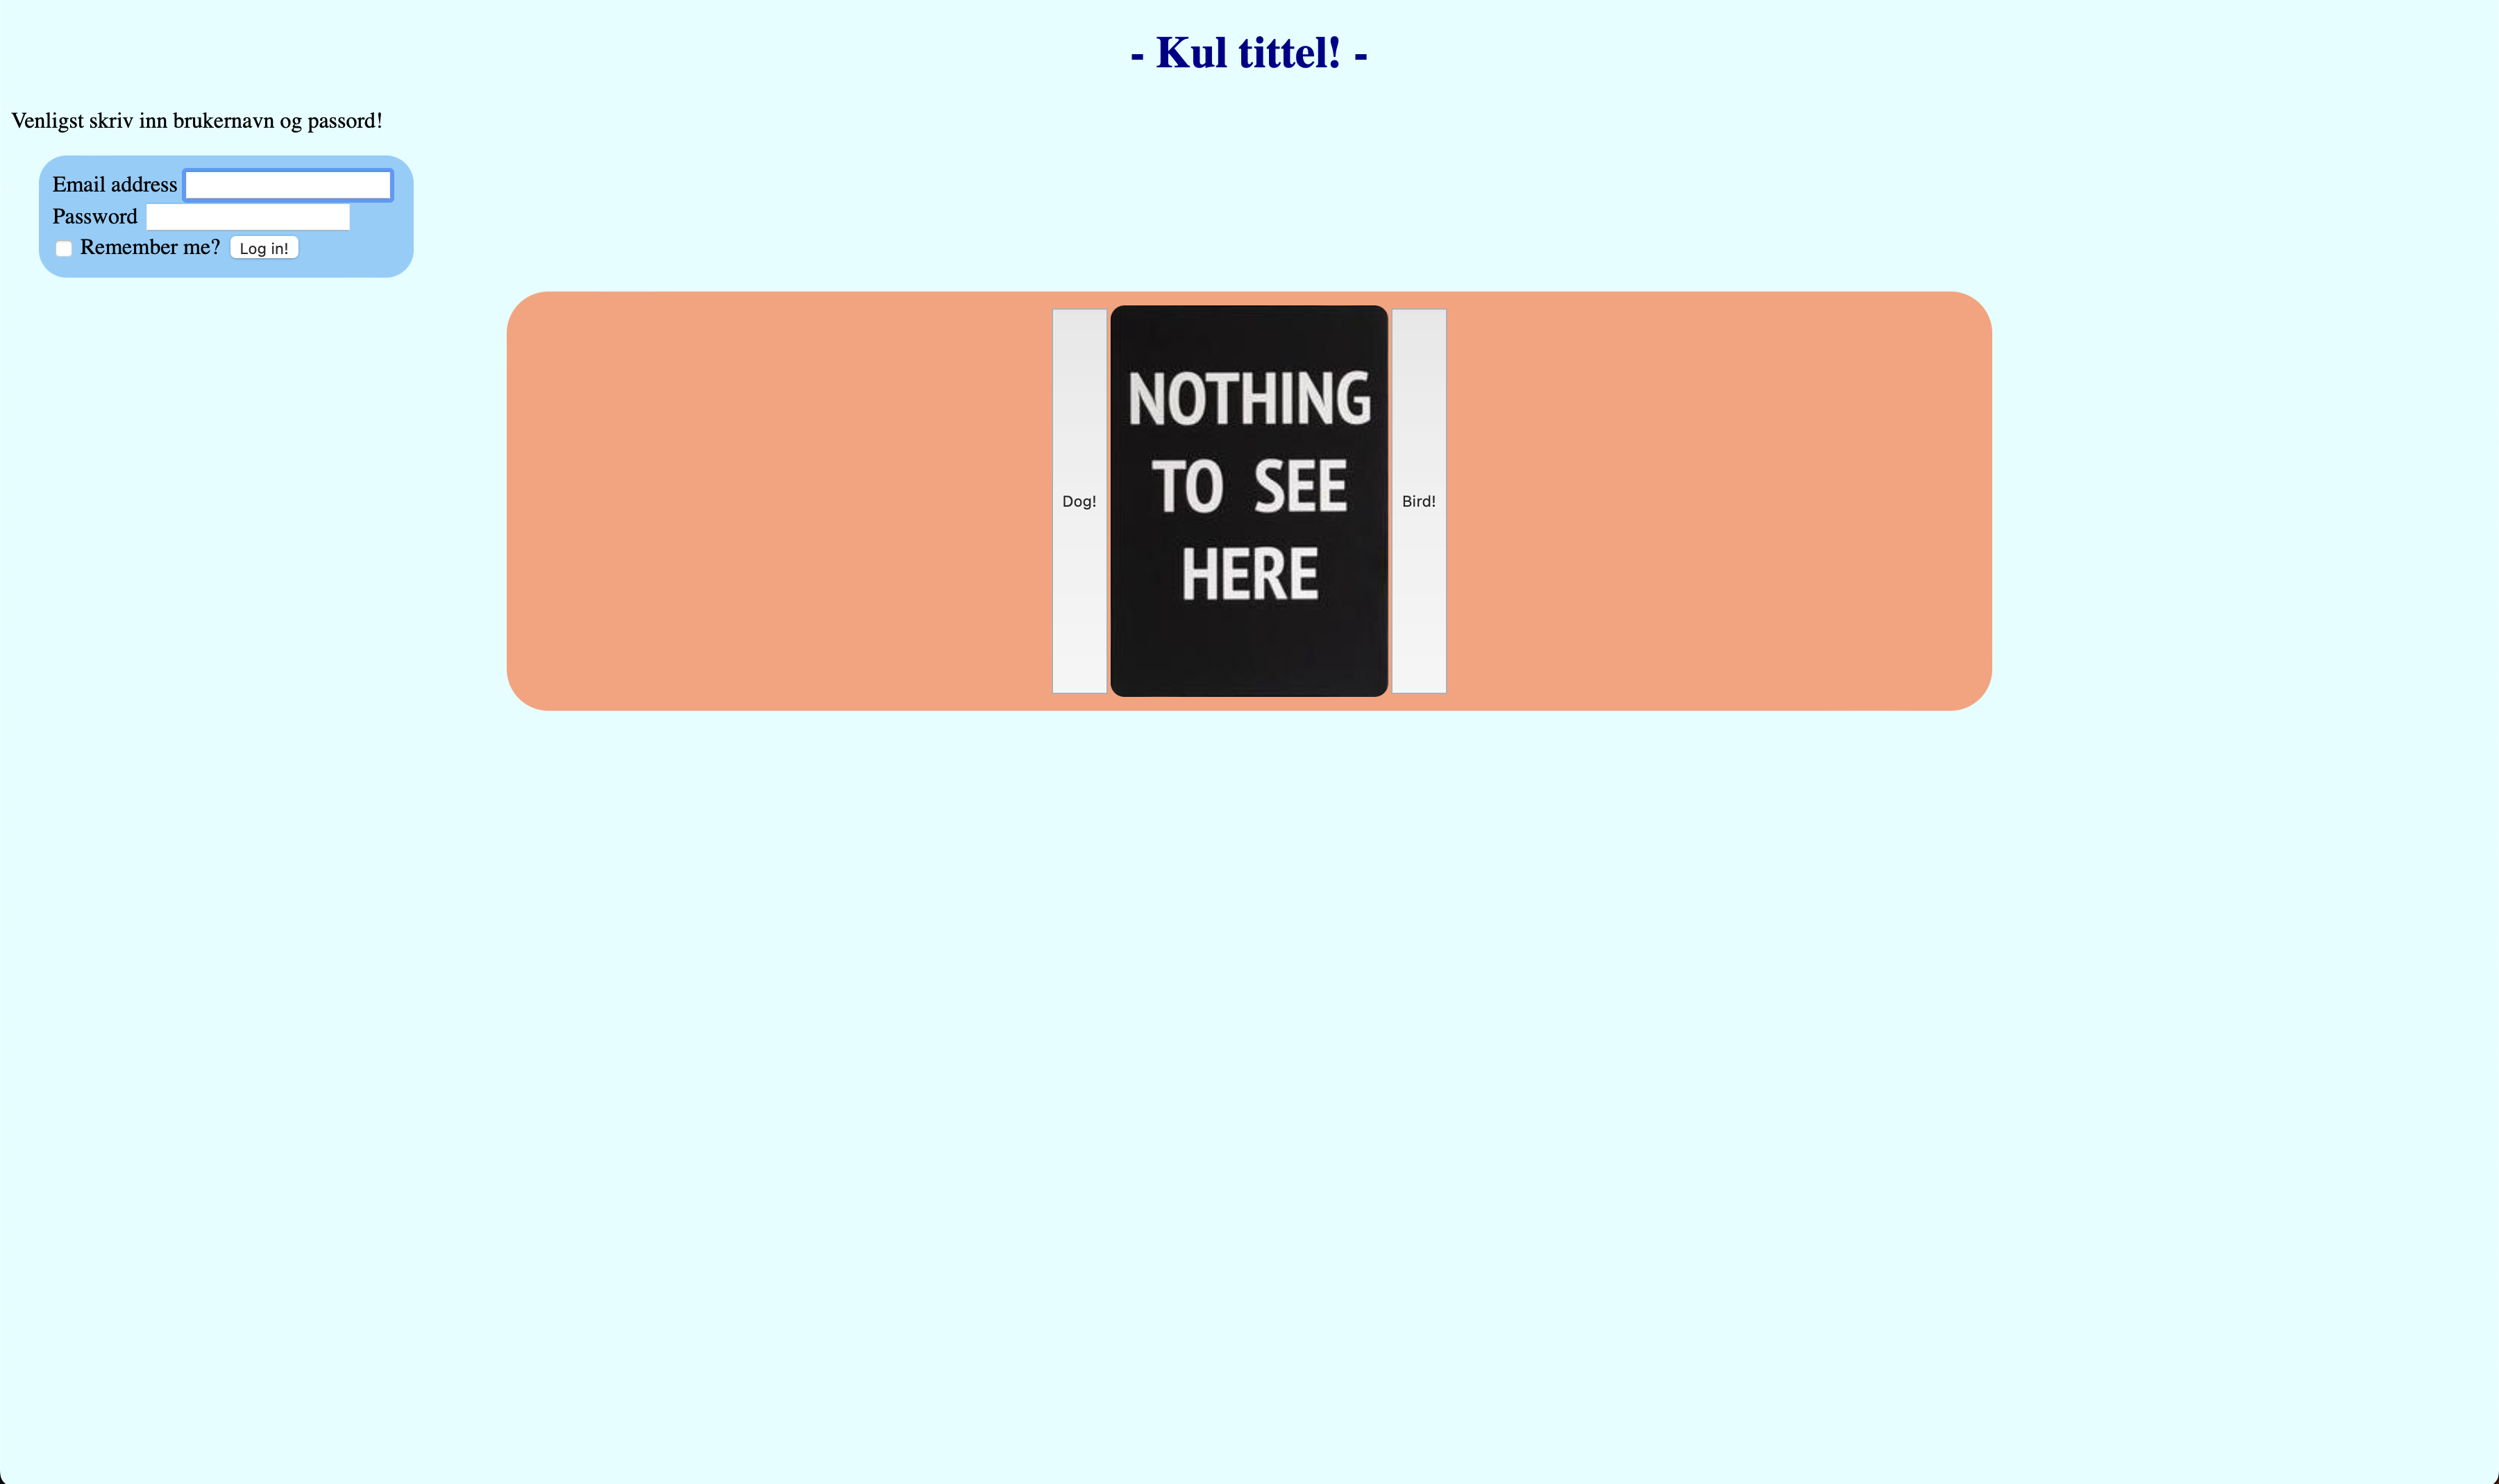 - Kul tittel! -
Venligst skriv inn brukernavn og passord!
Email address
Password
Remember me? Log in!
Dog!
NOTHING
TO SEE
HERE
Bird!